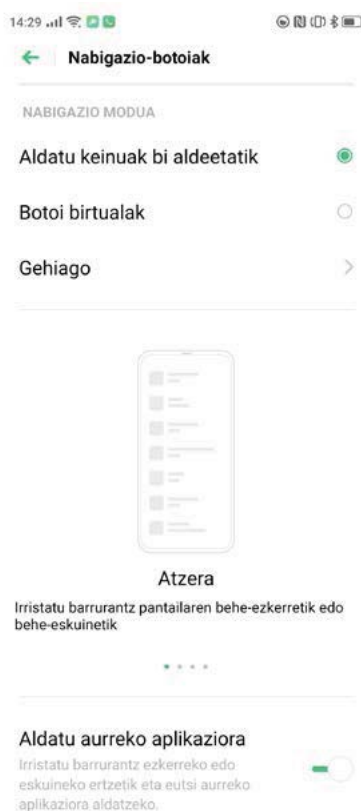 14:29
Nabigazio-botoiak
NABIGAZIO MODUA
Aldatu keinuak bi aldeetatik
Botoi birtualak
Gehiago
Atzera
Irristatu barrurantz pantailaren behe-ezkerretik edo
behe-eskuinetik
Aldatu aurreko aplikaziora
Irristatu barrurantz ezkerreko edo
eskuineko ertzetik eta eutsi aurreko
aplikaziora aldatzeko.